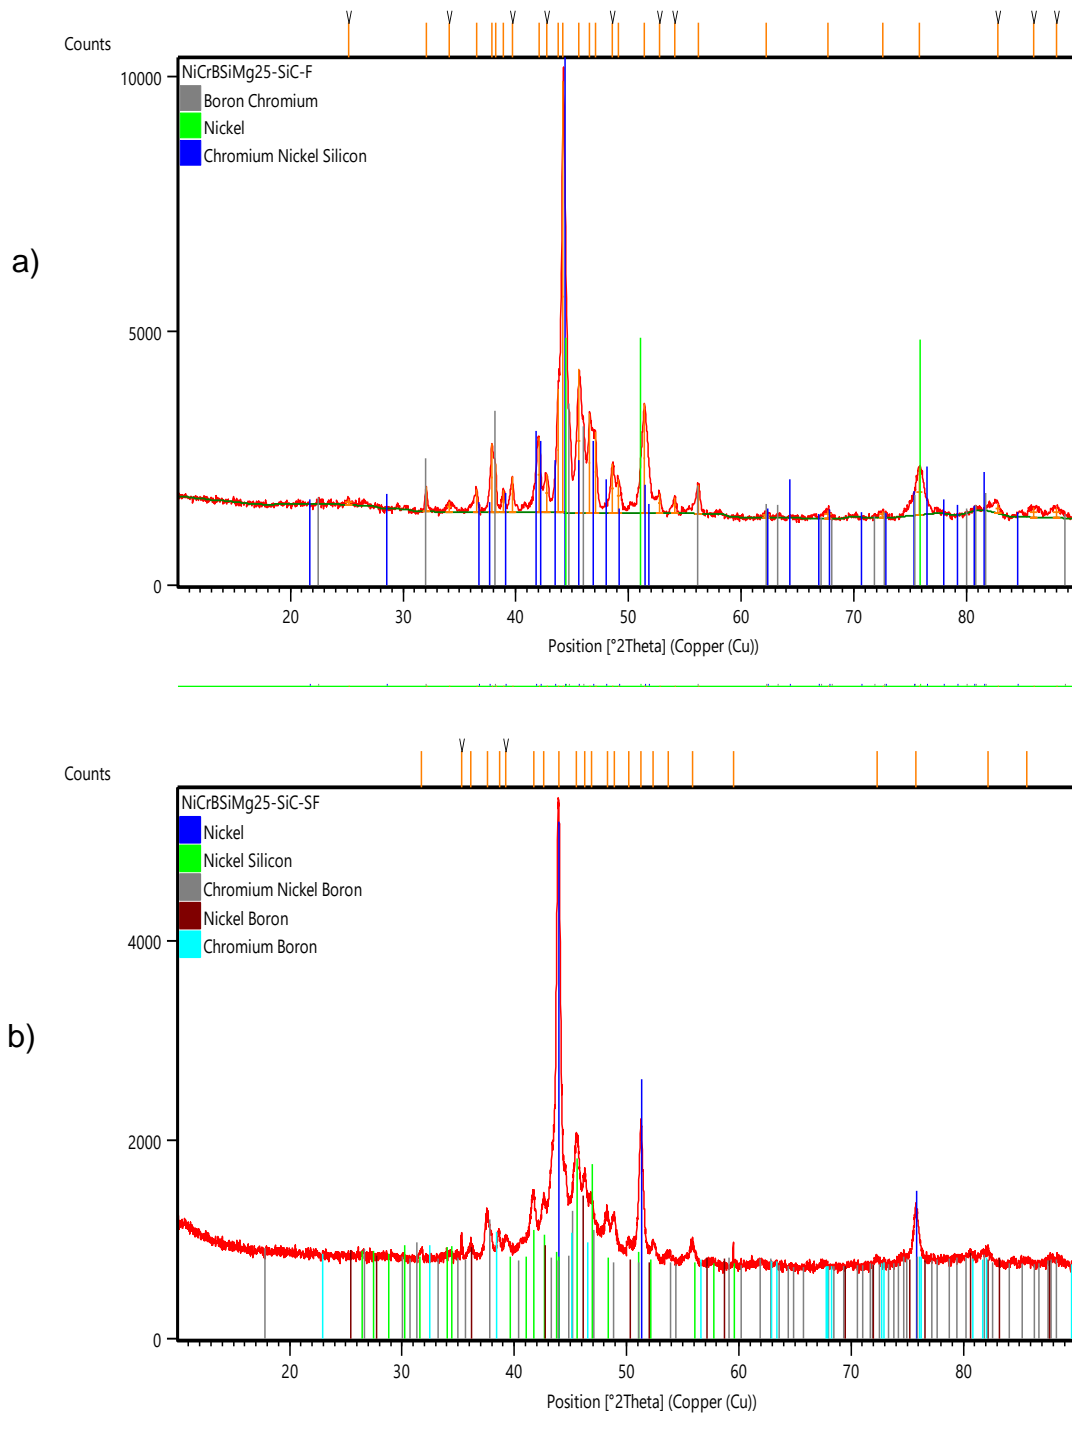 Counts
10000
NiCrBSiMg25-SiC-F
Boron Chromium
Nickel
Chromium Nickel Silicon
a)
5000
0
20 30 40 50 60 70 80
Position [°2Theta] (Copper (Cu))
Counts
NiCrBSiMg25-SiC-SF
Nickel
Nickel Silicon
Chromium Nickel Boron
Nickel Boron
4000
Chromium Boron
b)
2000
0
20 30 40 50 60 70 80
Position [°2Theta] (Copper (Cu))